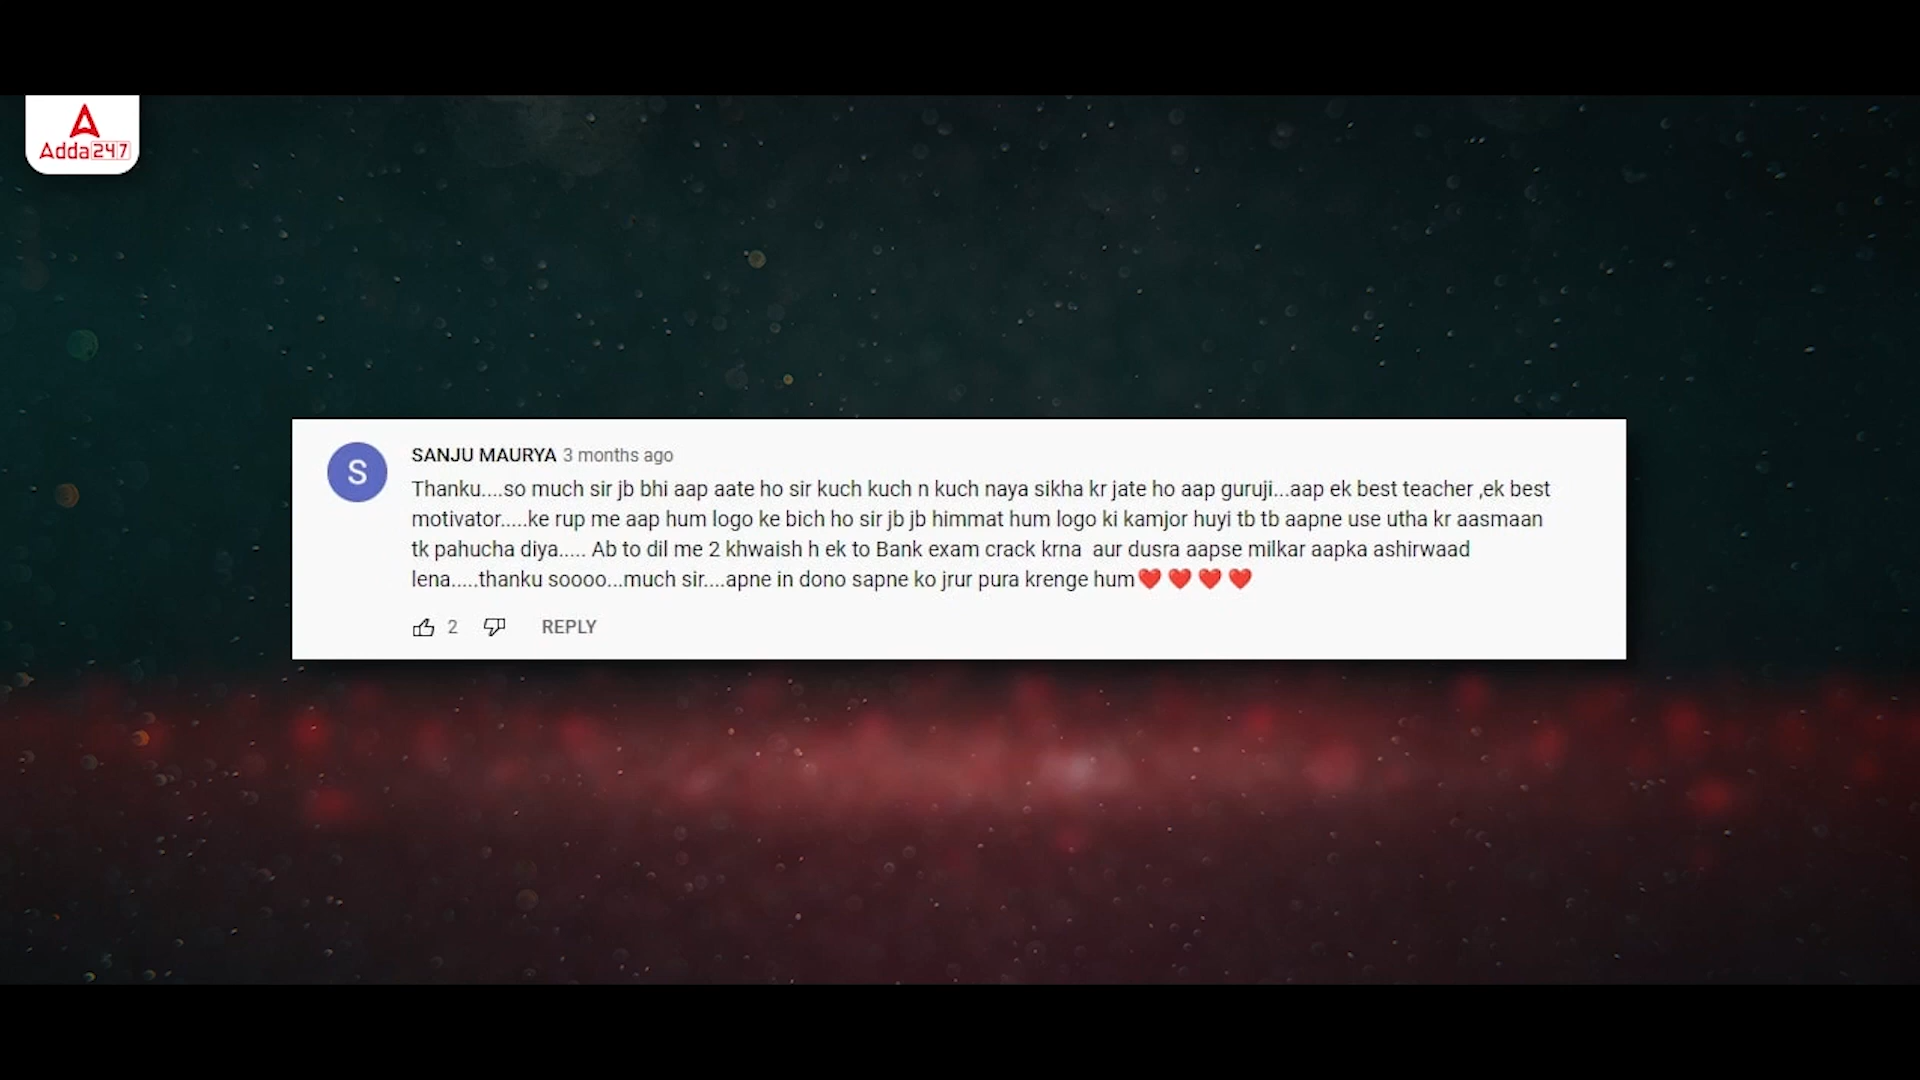 Adda247
S
SANJU MAURYA 3 months ago
Thanku....so much sir jb bhi aap aate ho sir kuch kuch n kuch naya sikha kr jate ho aap guruji...aap ek best teacher ,ek best
motivator.....ke rup me aap hum logo ke bich ho sir jb jb himmat hum logo ki kamjor huyi tb tb aapne use utha kr aasmaan
tk pahucha diya..... Ab to dil me 2 khwaish h ek to Bank exam crack krna  aur dusra aapse milkar aapka ashirwaad
lena.....thanku soooo...much sir....apne in dono sapne ko jrur pura krenge hum❤️ ❤️ ❤️ ❤️
2 REPLY